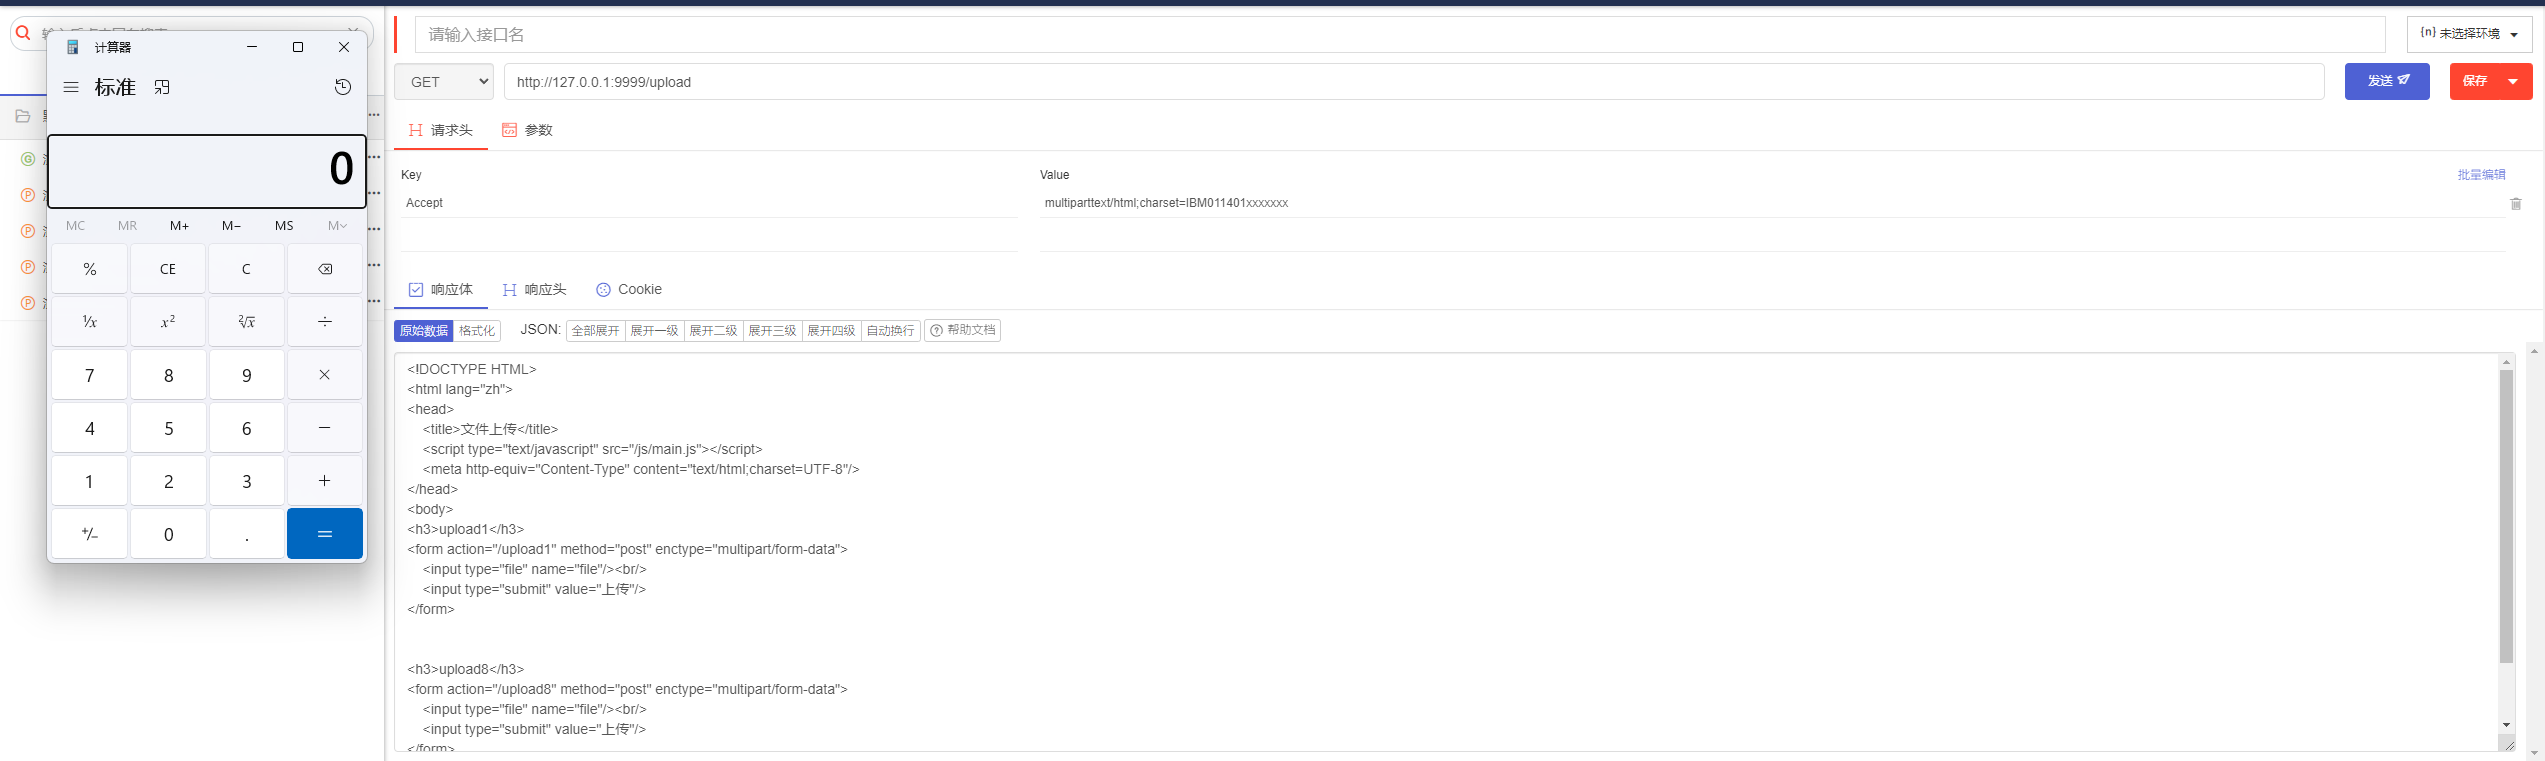 计算器
标准
0
MC MR M+ M− MS M
% CE C
¹⁄x x² ²√x ÷
7 8 9 ×
4 5 6 −
1 2 3 +
+/− 0 . =
请输入接口名
{n} 未选择环境
GET
http://127.0.0.1:9999/upload
发送
保存
请求头 参数
Key Value 批量编辑
Accept multiparttext/html;charset=IBM011401xxxxxxx
响应体 响应头 Cookie
原始数据 格式化 JSON: 全部展开 展开一级 展开二级 展开三级 展开四级 自动换行 帮助文档
<!DOCTYPE HTML>
<html lang="zh">
<head>
<title>文件上传</title>
<script type="text/javascript" src="/js/main.js"></script>
<meta http-equiv="Content-Type" content="text/html;charset=UTF-8"/>
</head>
<body>
<h3>upload1</h3>
<form action="/upload1" method="post" enctype="multipart/form-data">
<input type="file" name="file"/><br/>
<input type="submit" value="上传"/>
</form>
<h3>upload8</h3>
<form action="/upload8" method="post" enctype="multipart/form-data">
<input type="file" name="file"/><br/>
<input type="submit" value="上传"/>
</form>